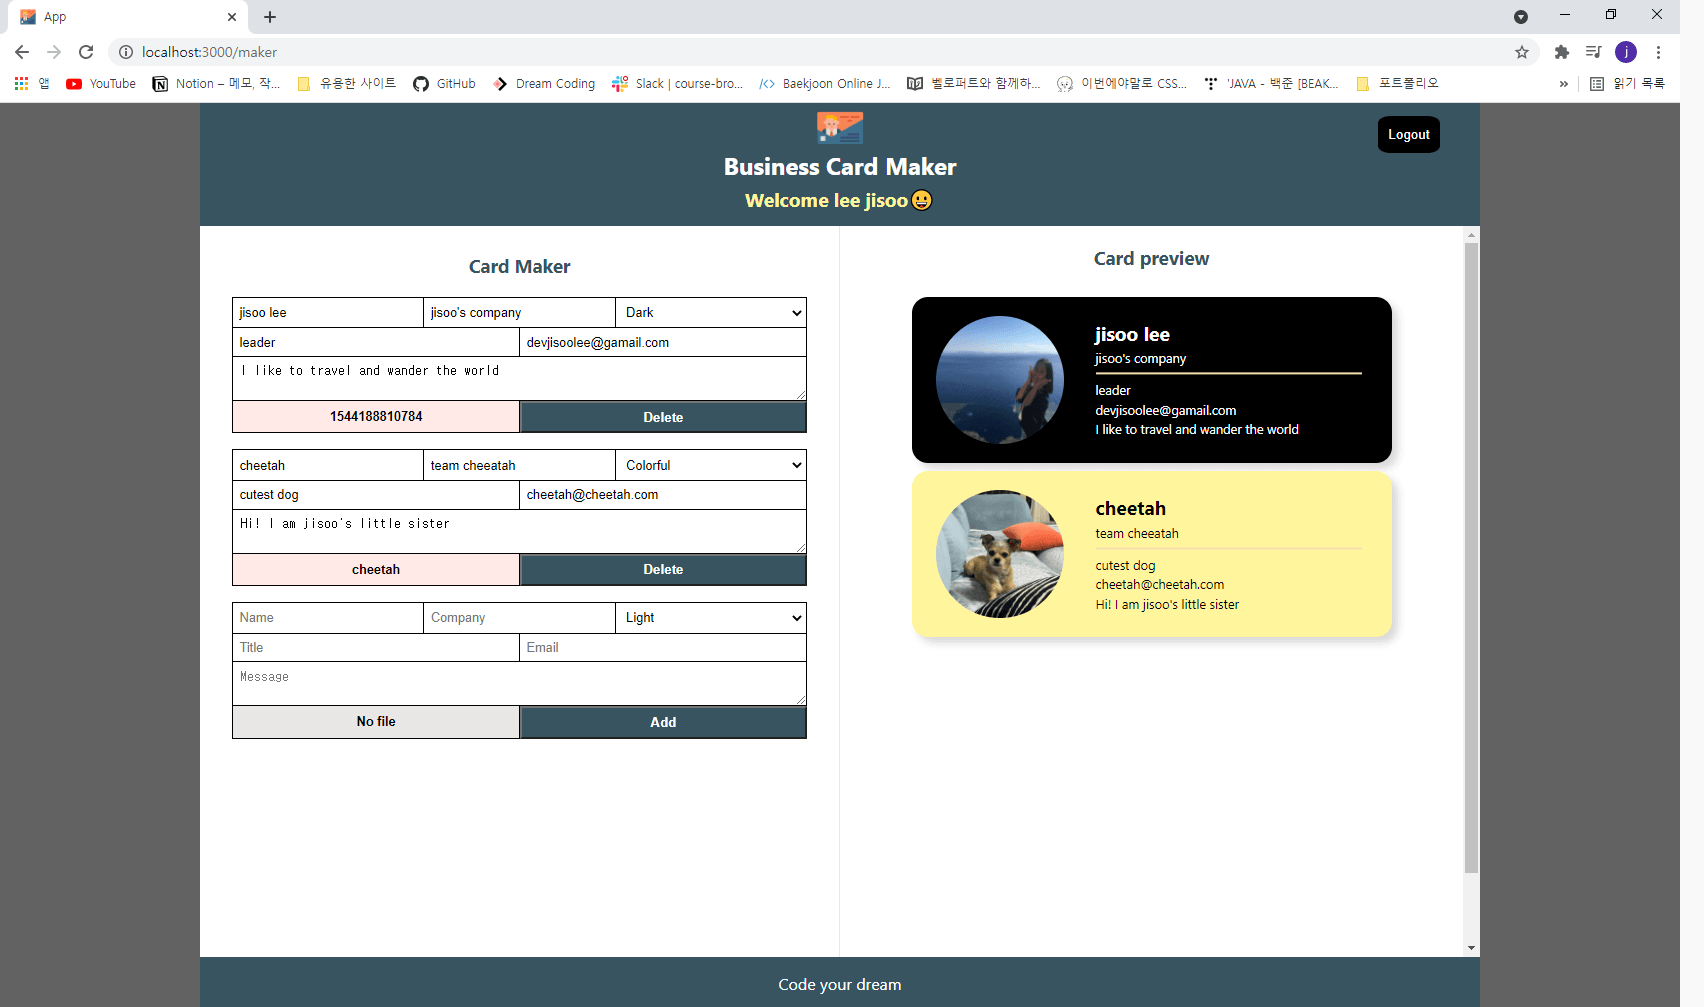 App
localhost:3000/maker
j
앱 YouTube Notion – 메모, 작... 유용한 사이트 GitHub Dream Coding Slack | course-bro... Baekjoon Online J... 벨로퍼트와 함께하... 이번에야말로 CSS... 'JAVA - 백준 [BEAK... 포트폴리오 » 읽기 목록
Logout
Business Card Maker
Welcome lee jisoo😀
Card Maker
jisoo lee jisoo's company Dark
leader devjisoolee@gamail.com
I like to travel and wander the world
1544188810784 Delete
cheetah team cheeatah Colorful
cutest dog cheetah@cheetah.com
Hi! I am jisoo's little sister
cheetah Delete
Name Company Light
Title Email
Message
No file Add
Card preview
jisoo lee
jisoo's company
leader
devjisoolee@gamail.com
I like to travel and wander the world
cheetah
team cheeatah
cutest dog
cheetah@cheetah.com
Hi! I am jisoo's little sister
Code your dream